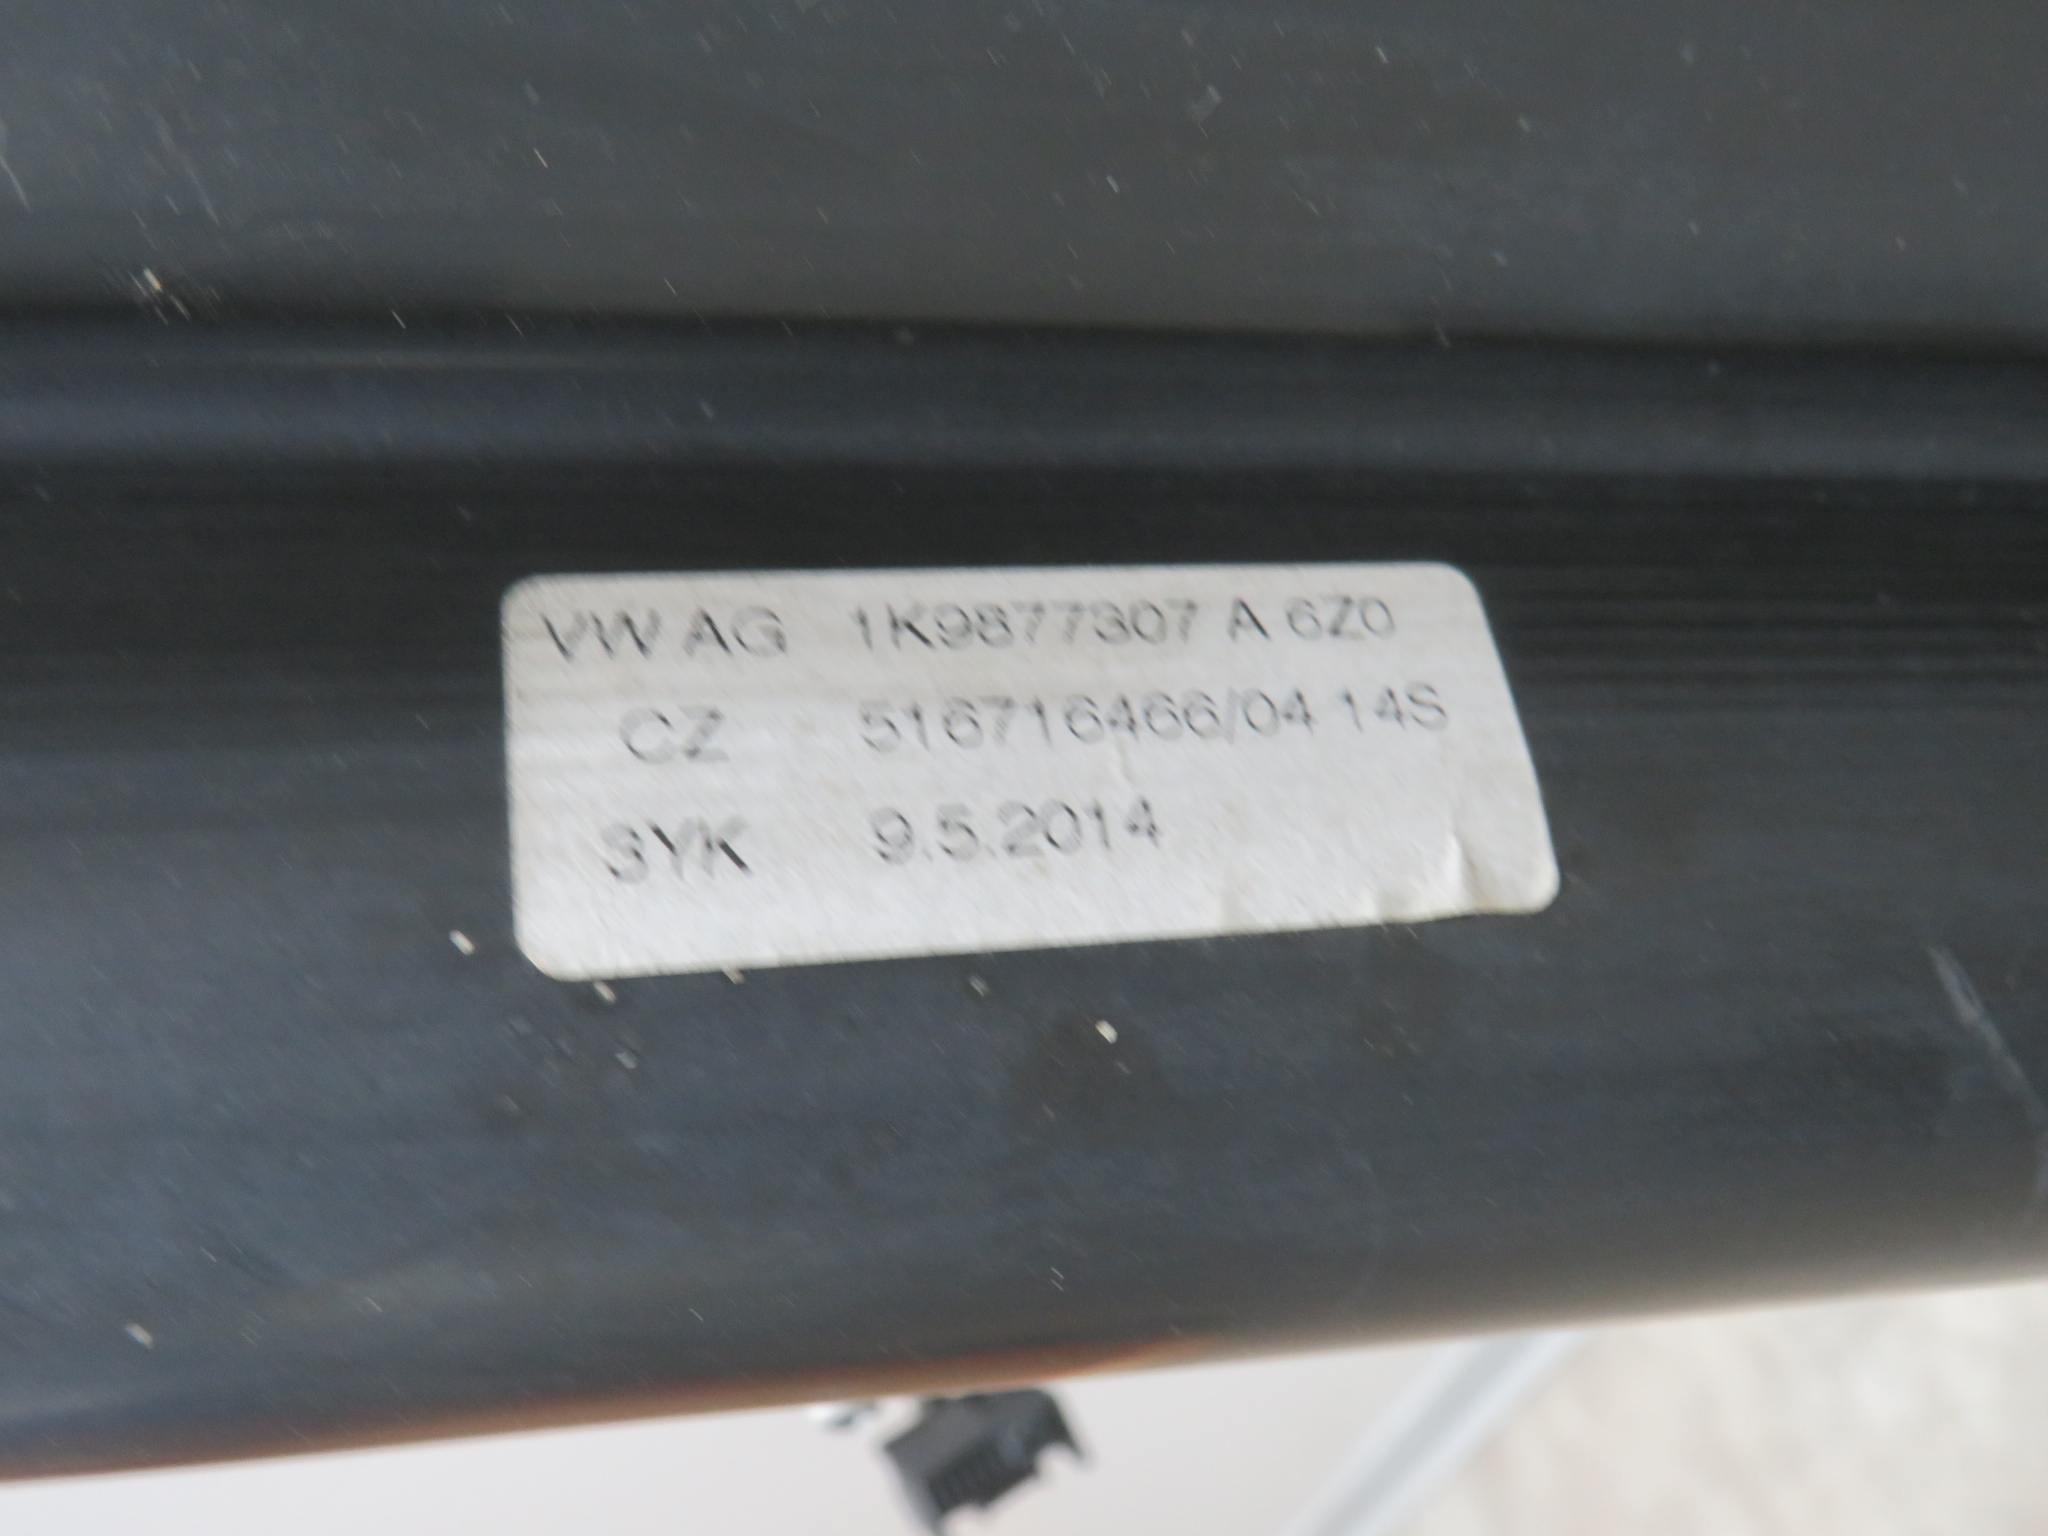 VW AG 1K9877307 A 6Z0
CZ 516716466/04 14S
SYK 9.5.2014